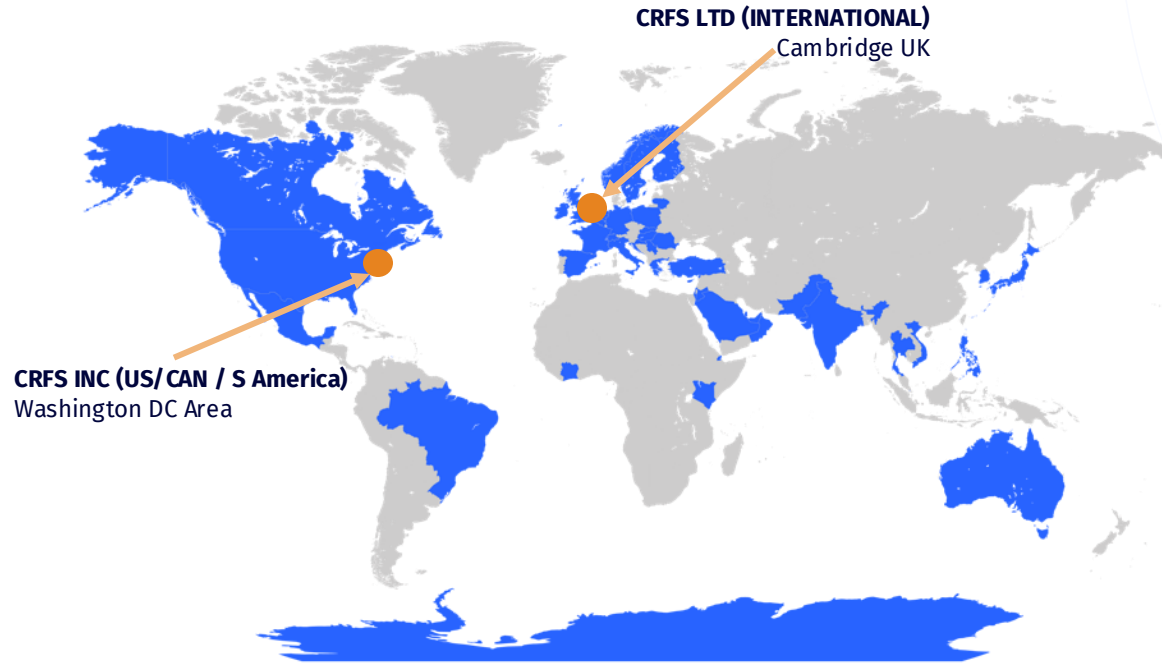 CRFS LTD (INTERNATIONAL)
Cambridge UK
CRFS INC (US/CAN / S America)
Washington DC Area